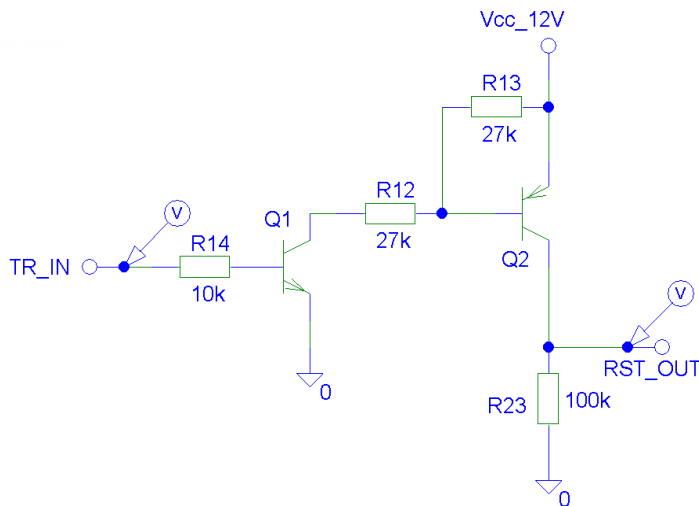 Vcc_12V
R13
27k
V
R12
27k
Q1
R14
10k
TR_IN
Q2
V
0
RST_OUT
R23
100k
0